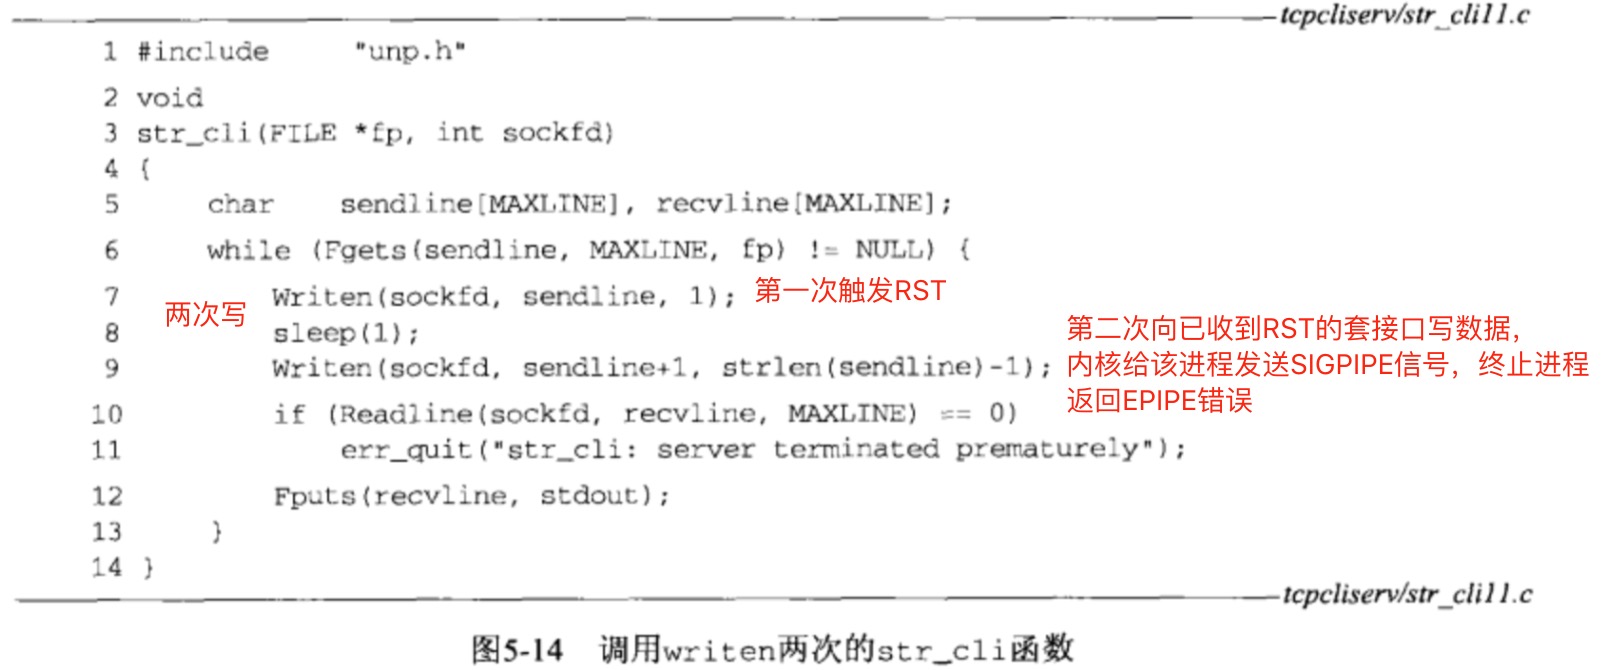 tcpcliserv/str_cli11.c
1 #include "unp.h"
2 void
3 str_cli(FILE *fp, int sockfd)
4 {
5 char sendline[MAXLINE], recvline[MAXLINE];
6 while (Fgets(sendline, MAXLINE, fp) != NULL) {
7 Writen(sockfd, sendline, 1); 第一次触发RST
两次写
8 sleep(1);
第二次向已收到RST的套接口写数据，
9 Writen(sockfd, sendline+1, strlen(sendline)-1); 内核给该进程发送SIGPIPE信号，终止进程
返回EPIPE错误
10 if (Readline(sockfd, recvline, MAXLINE) == 0)
11 err_quit("str_cli: server terminated prematurely");
12 Fputs(recvline, stdout);
13 }
14 }
tcpcliserv/str_cli11.c
图5-14 调用writen两次的str_cli函数